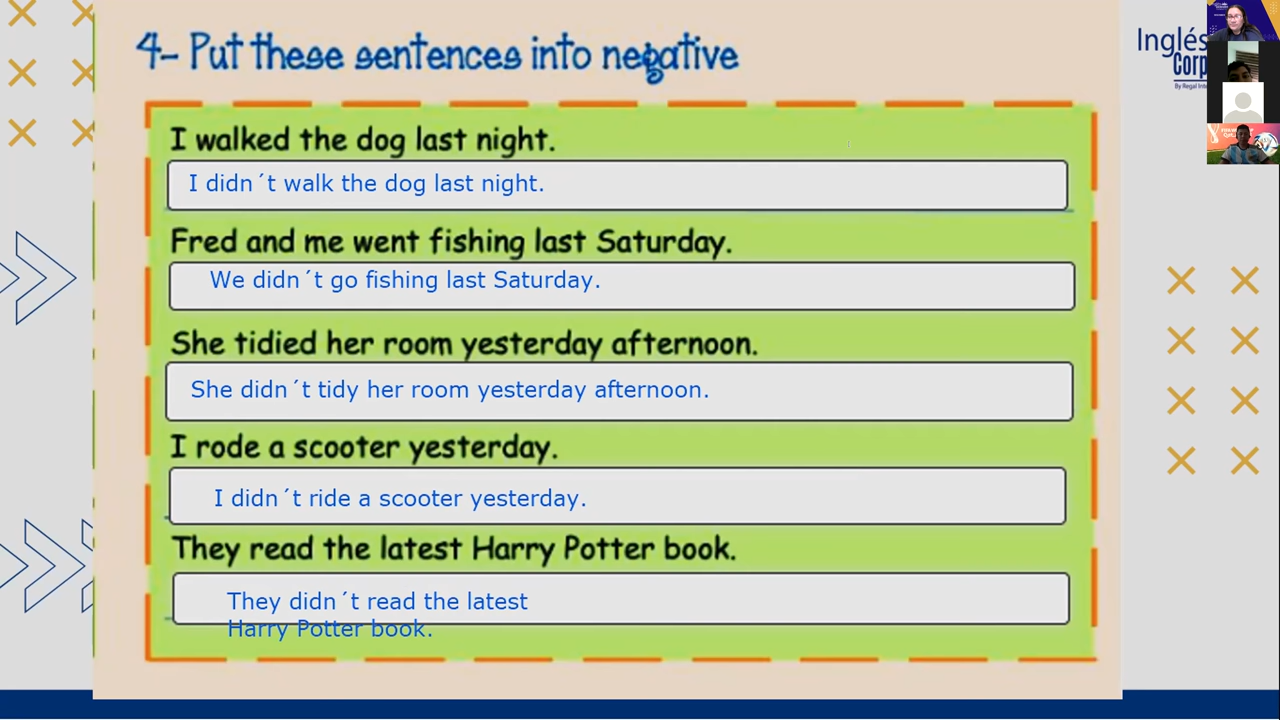 4- Put these sentences into negative
I walked the dog last night.
I didn´t walk the dog last night.
Fred and me went fishing last Saturday.
We didn´t go fishing last Saturday.
She tidied her room yesterday afternoon.
She didn´t tidy her room yesterday afternoon.
I rode a scooter yesterday.
I didn´t ride a scooter yesterday.
They read the latest Harry Potter book.
They didn´t read the latest
Harry Potter book.
Inglés
Corp
By Regal